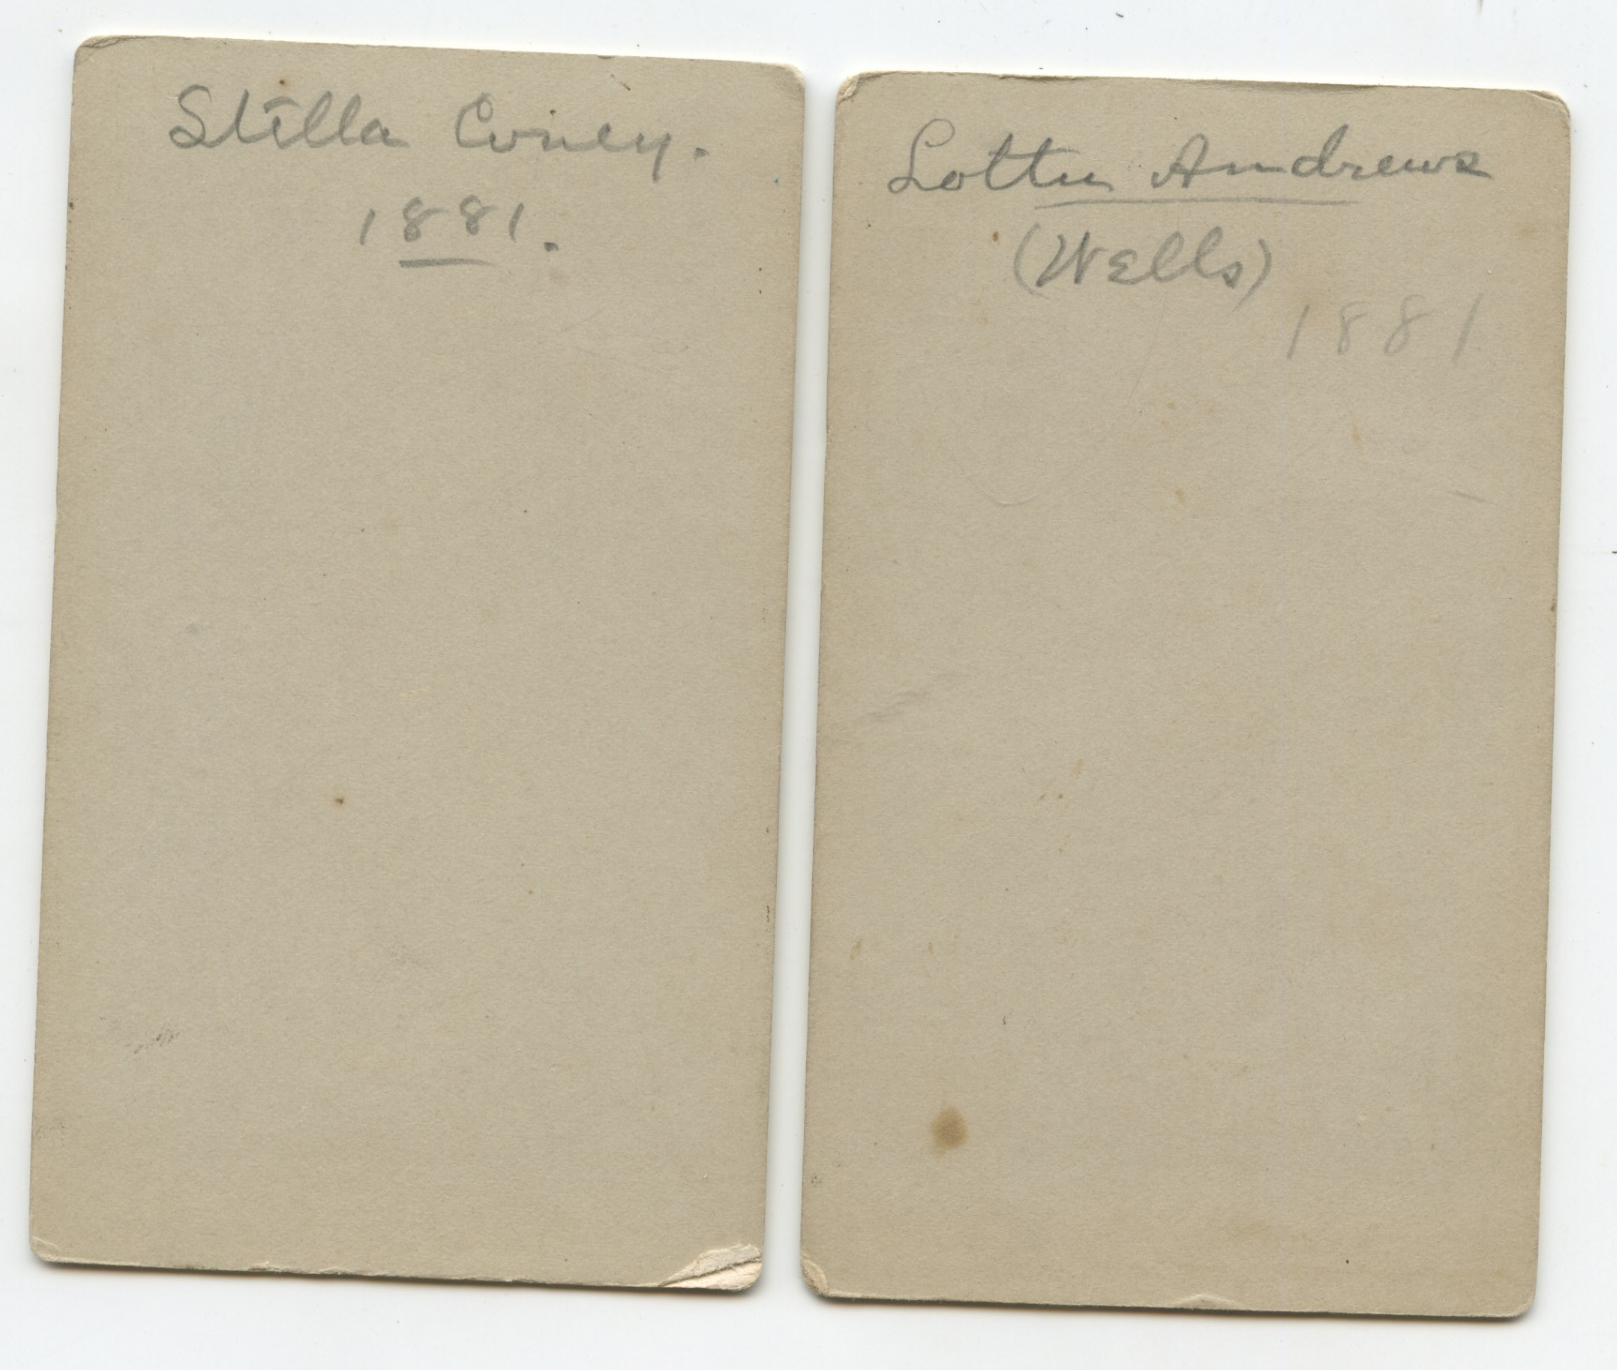 Stella Coney.
1881.
Lottie Andrews
(Wells)
1881